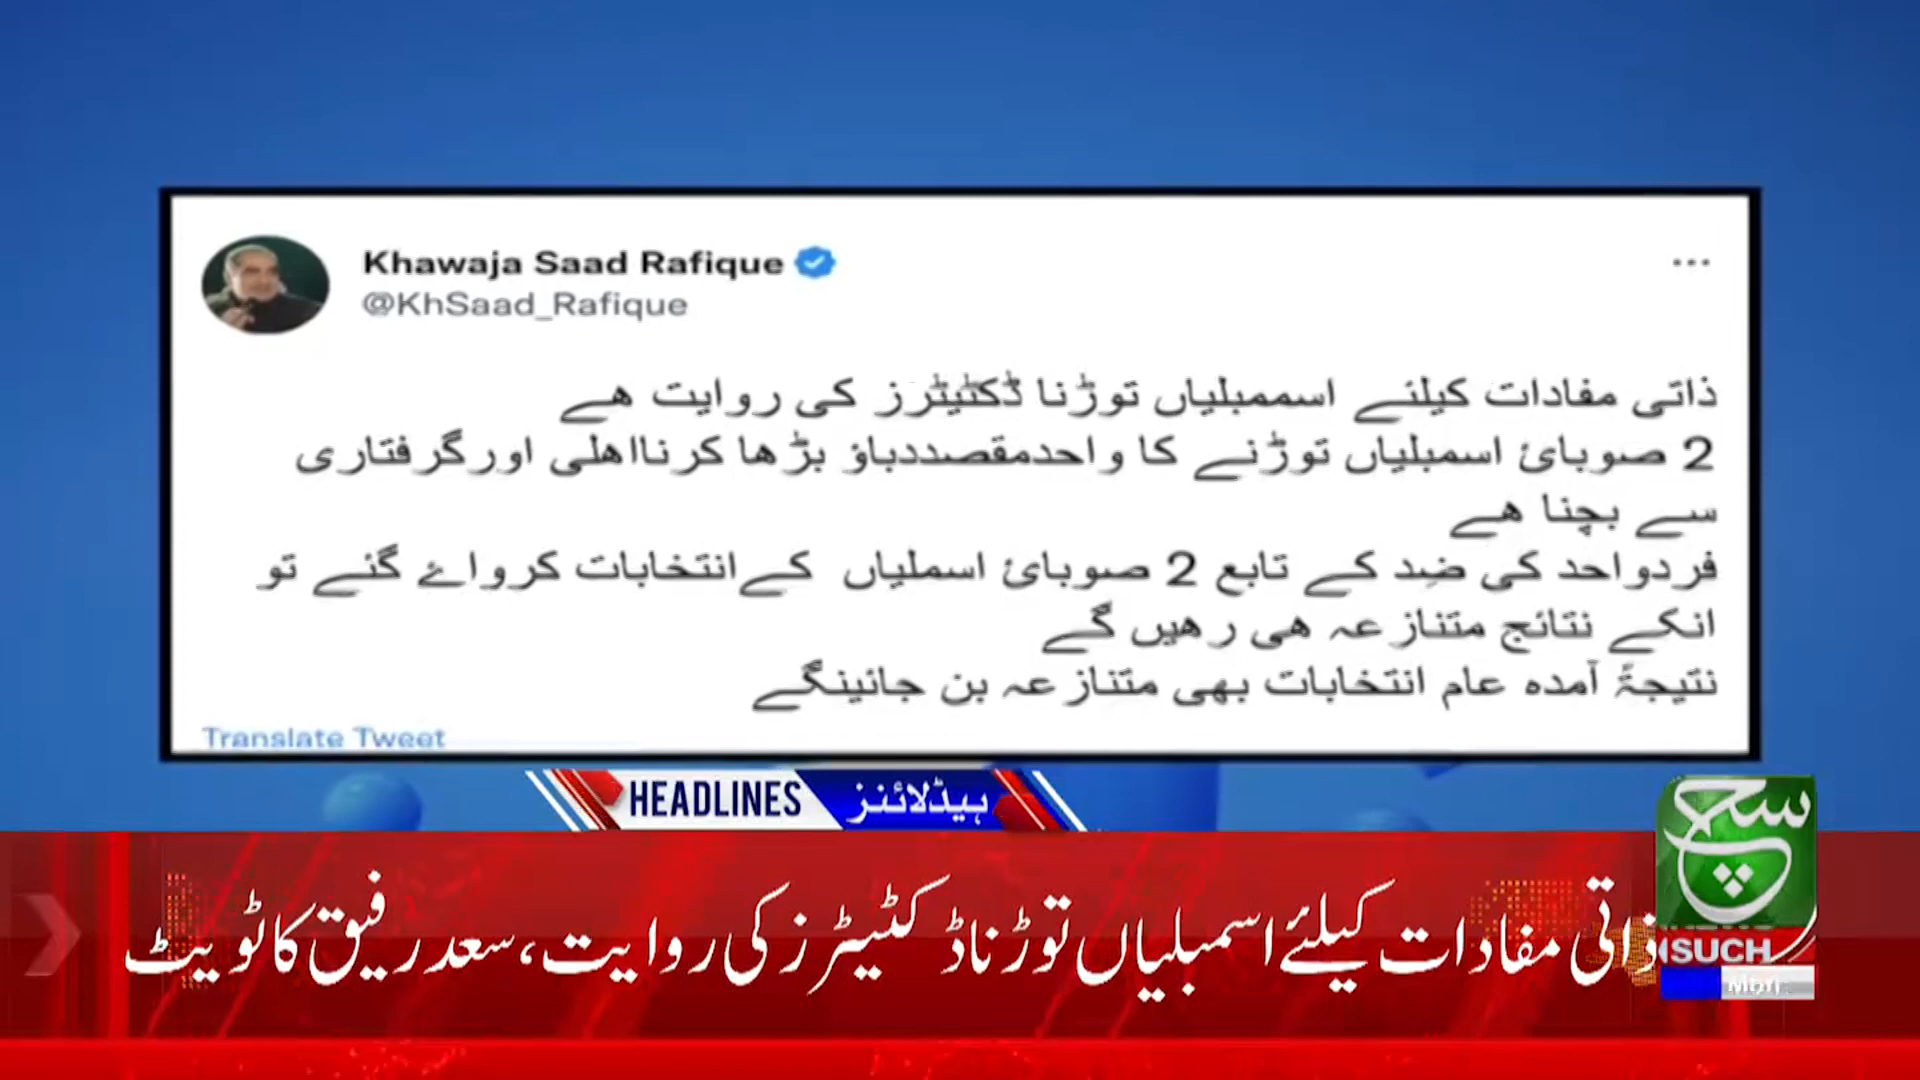 Khawaja Saad Rafique
@KhSaad_Rafique
ذاتی مفادات کیلئے اسممبلیاں توڑنا ڈکٹیٹرز کی روایت ھے
2 صوبائ اسمبلیاں توڑنے کا واحدمقصددباؤ بڑھا کرنااھلی اورگرفتاری
سے بچنا ھے
فردواحد کی ضِد کے تابع 2 صوبائ اسملیاں کےانتخابات کرواۓ گئے تو
انکے نتائج متنازعہ ھی رھیں گے
نتیجۃً آمدہ عام انتخابات بھی متنازعہ بن جائینگے
Translate Tweet
HEADLINES ہیڈلائنز
سچ
SUCH
ذاتی مفادات کیلئے اسمبلیاں توڑنا ڈکٹیٹرز کی روایت، سعد رفیق کا ٹویٹ